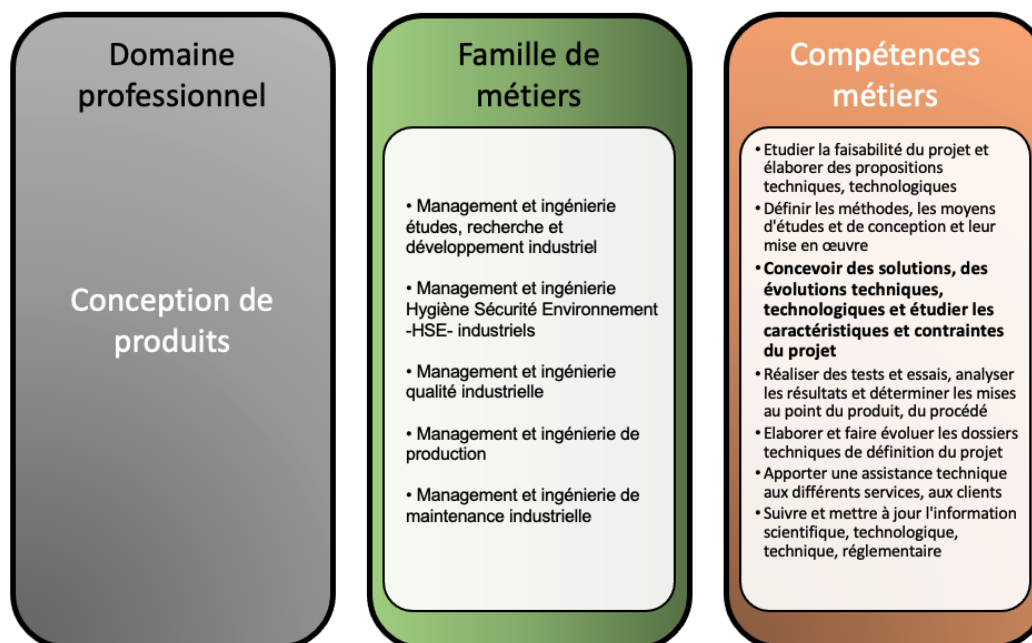 Domaine
professionnel
Conception de
produits
Famille de
métiers
• Management et ingénierie
études, recherche et
développement industriel
• Management et ingénierie
Hygiène Sécurité Environnement
-HSE- industriels
• Management et ingénierie
qualité industrielle
• Management et ingénierie de
production
• Management et ingénierie de
maintenance industrielle
Compétences
métiers
• Etudier la faisabilité du projet et
élaborer des propositions
techniques, technologiques
• Définir les méthodes, les moyens
d'études et de conception et leur
mise en œuvre
• Concevoir des solutions, des
évolutions techniques,
technologiques et étudier les
caractéristiques et contraintes
du projet
• Réaliser des tests et essais, analyser
les résultats et déterminer les mises
au point du produit, du procédé
• Elaborer et faire évoluer les dossiers
techniques de définition du projet
• Apporter une assistance technique
aux différents services, aux clients
• Suivre et mettre à jour l'information
scientifique, technologique,
technique, réglementaire